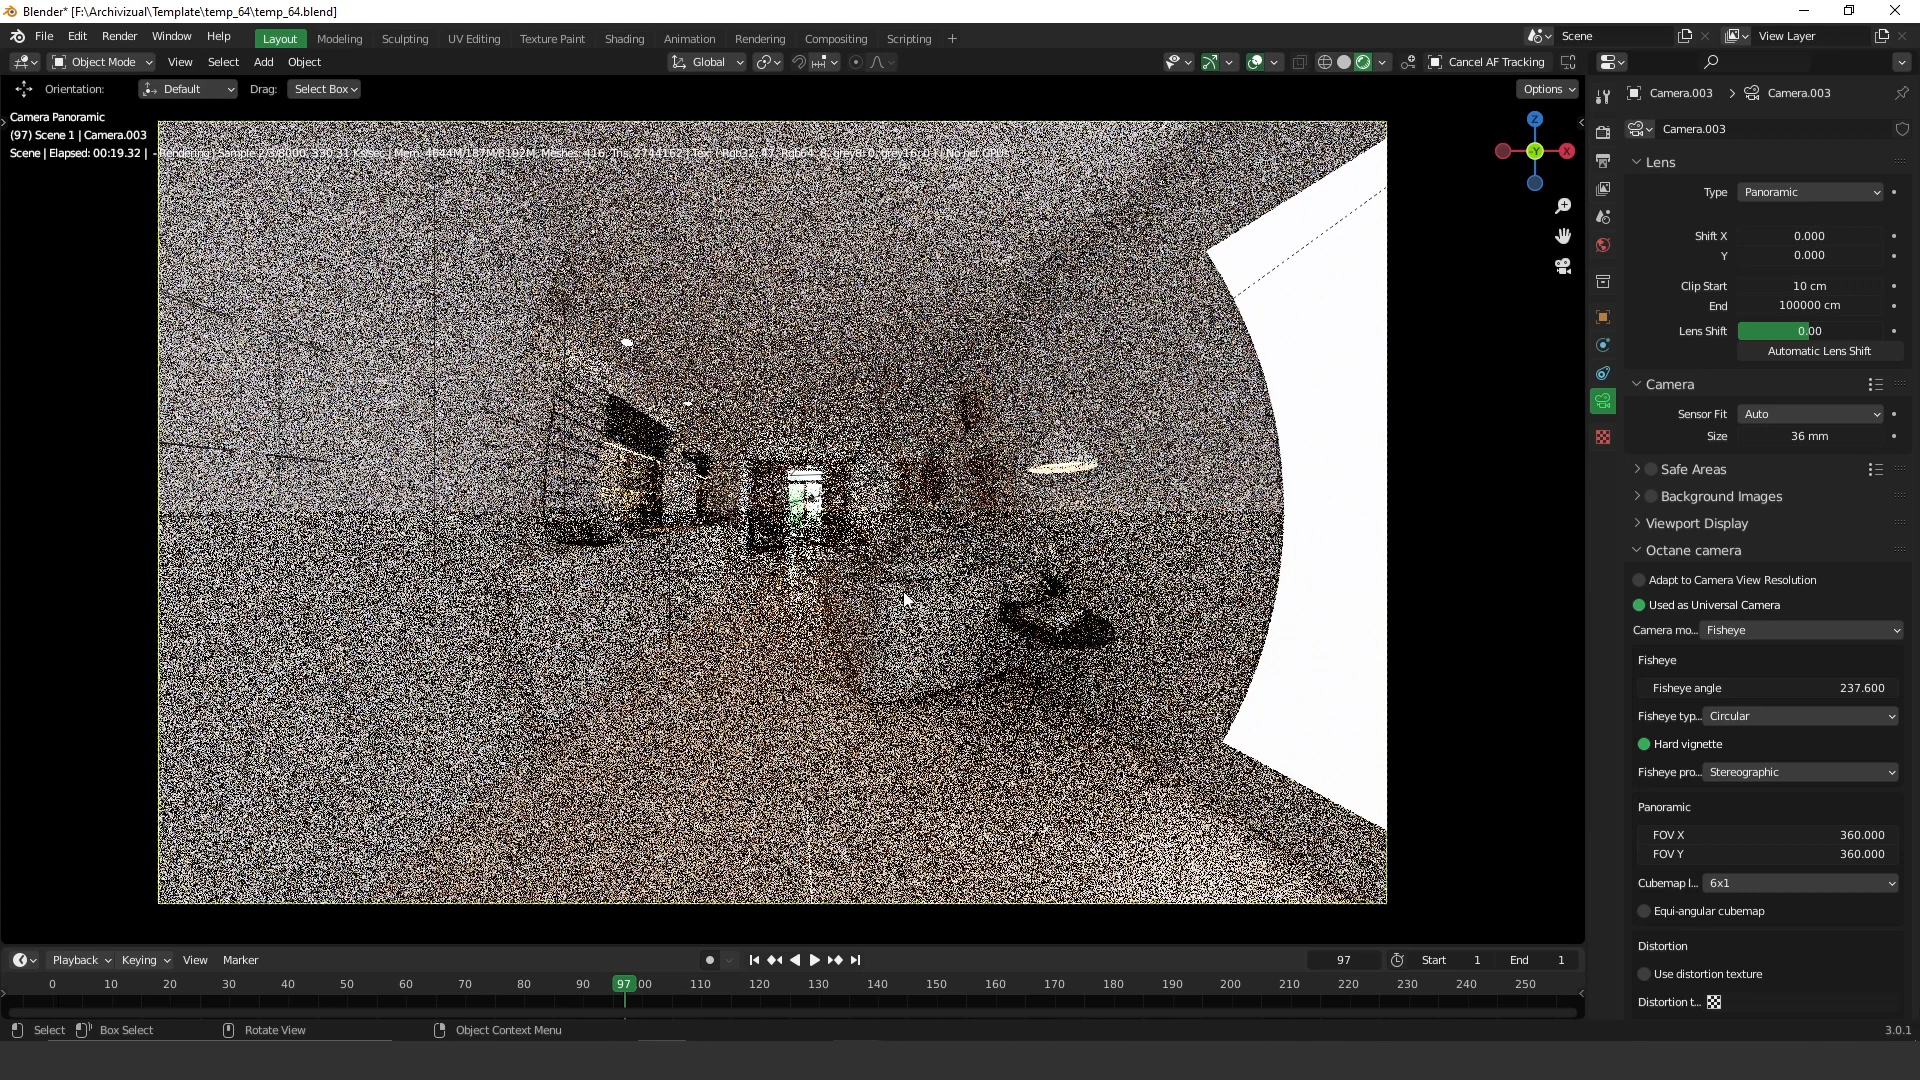 Blender* [F:\Archivizual\Template\temp_64\temp_64.blend]
File Edit Render Window Help
Layout Modeling Sculpting UV Editing Texture Paint Shading Animation Rendering Compositing Scripting +
Scene
View Layer
Object Mode View Select Add Object
Global
Cancel AF Tracking
Orientation: Default Drag: Select Box
Options
Camera Panoramic
(97) Scene 1 | Camera.003
Scene | Elapsed: 00:19.32 |
Z
-Y
X
Camera.003 > Camera.003
Camera.003
Lens
Type Panoramic
Shift X 0.000
Y 0.000
Clip Start 10 cm
End 100000 cm
Lens Shift 0.00
Automatic Lens Shift
Camera
Sensor Fit Auto
Size 36 mm
Safe Areas
Background Images
Viewport Display
Octane camera
Adapt to Camera View Resolution
Used as Universal Camera
Camera mo... Fisheye
Fisheye
Fisheye angle 237.600
Fisheye typ... Circular
Hard vignette
Fisheye pro... Stereographic
Panoramic
FOV X 360.000
FOV Y 360.000
Cubemap l... 6x1
Equi-angular cubemap
Distortion
Use distortion texture
Distortion t...
Playback Keying View Marker
97 Start 1 End 1
0 10 20 30 40 50 60 70 80 90 97 00 110 120 130 140 150 160 170 180 190 200 210 220 230 240 250
Select Box Select Rotate View Object Context Menu
3.0.1